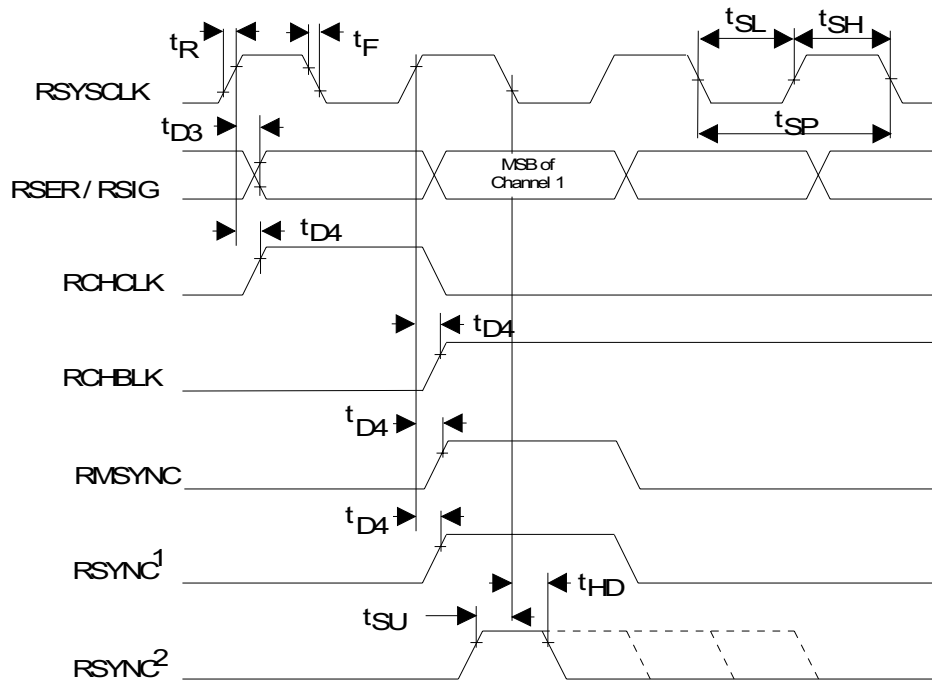 tR
tF
tSL
tSH
RSYSCLK
tD3
tSP
RSER / RSIG
MSB of
Channel 1
tD4
RCHCLK
tD4
RCHBLK
tD4
RMSYNC
tD4
RSYNC1
tHD
tSU
RSYNC2